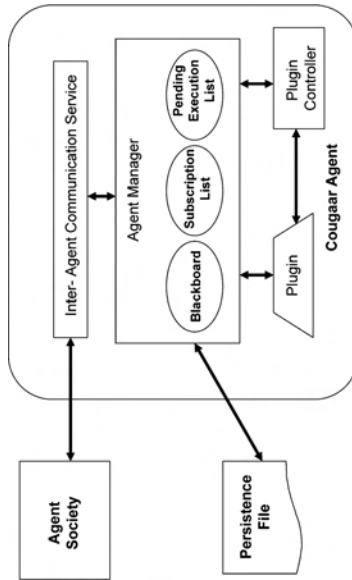 Agent
Society
Persistence
File
Inter- Agent Communication Service
Agent Manager
Blackboard
Subscription
List
Pending
Execution
List
Plugin
Plugin
Controller
Cougaar Agent